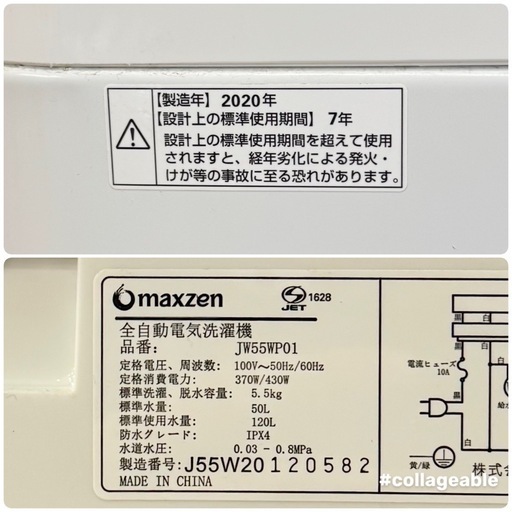 【製造年】2020年
【設計上の標準使用期間】7年
設計上の標準使用期間を超えて使用
されますと、経年劣化による発火・
けが等の事故に至る恐れがあります。
maxzen
JET 1628
全自動電気洗濯機
品番: JW55WP01
定格電圧、周波数: 100V〜50Hz/60Hz
定格消費電力: 370W/430W
標準洗濯、脱水容量: 5.5kg
標準水量: 50L
標準使用水量: 120L
防水グレード: IPX4
水道水圧: 0.03 - 0.8MPa
製造番号:J55W20120582
MADE IN CHINA
黒
黒
電流ヒューズ
10A
黒
白
白
白
給水
黄/緑
株式会
#collageable